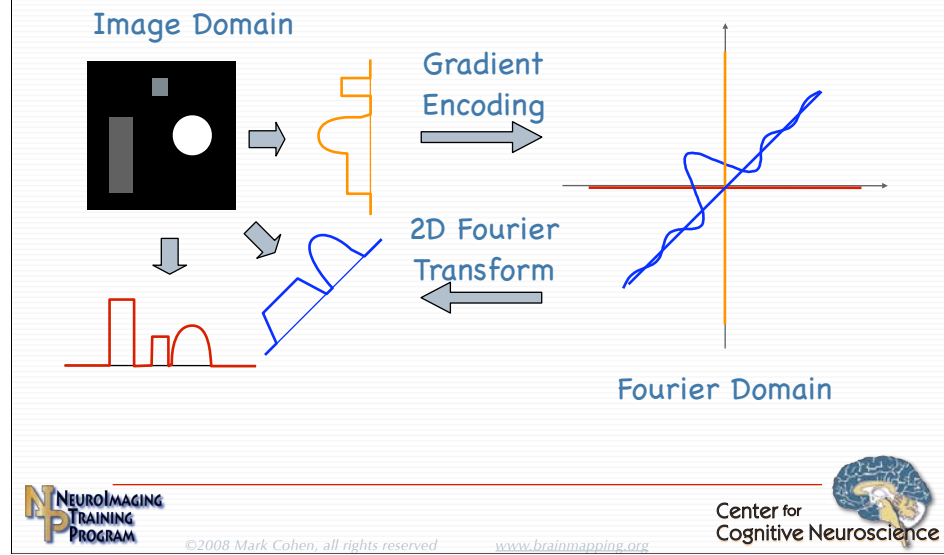 Image Domain
Gradient
Encoding
2D Fourier
Transform
Fourier Domain
NEUROIMAGING
TRAINING
PROGRAM
©2008 Mark Cohen, all rights reserved
www.brainmapping.org
Center for
Cognitive Neuroscience